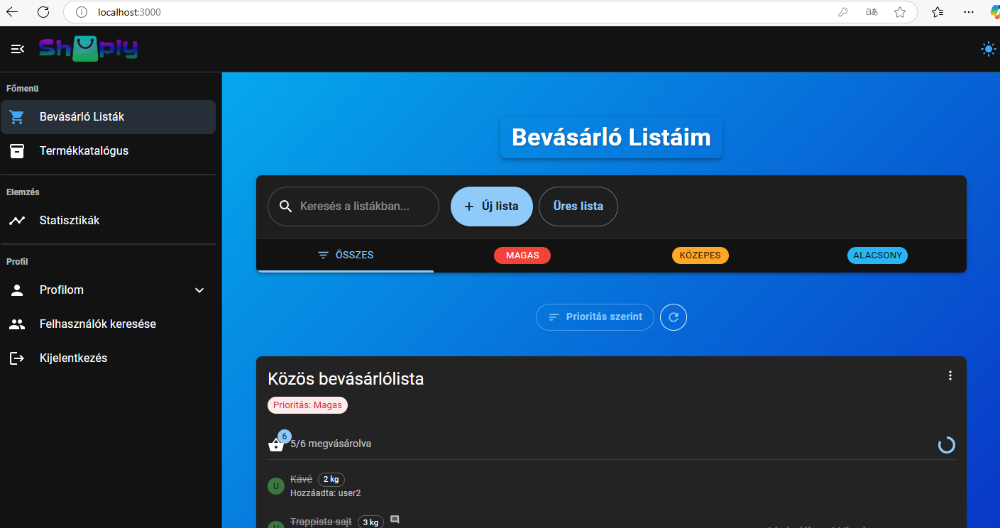 localhost:3000
Shoply
Főmenü
Bevásárló Listák
Termékkatalógus
Elemzés
Statisztikák
Profil
Profilom
Felhasználók keresése
Kijelentkezés
Bevásárló Listáim
Keresés a listákban...
+ Új lista
Üres lista
ÖSSZES
MAGAS
KÖZEPES
ALACSONY
Prioritás szerint
Közös bevásárlólista
Prioritás: Magas
6
5/6 megvásárolva
U
Kávé 2 kg
Hozzáadta: user2
U
Trappista sajt 3 kg